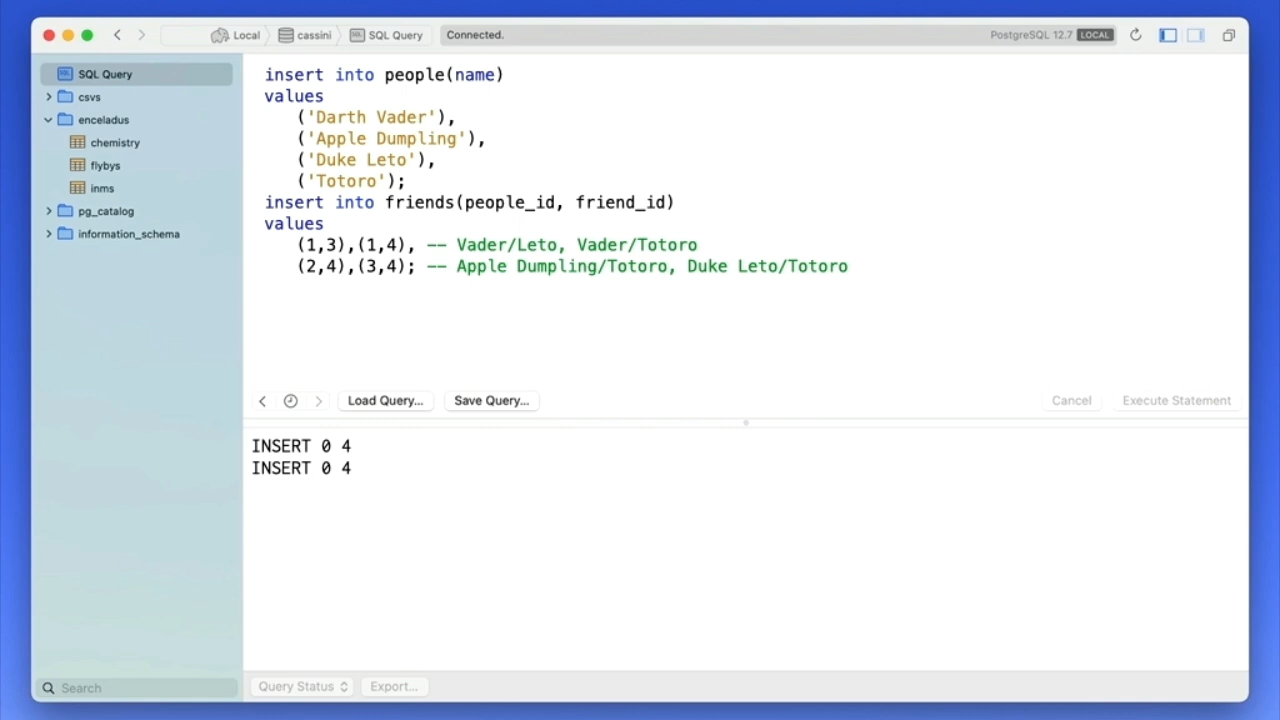 Local cassini SQL Query Connected. PostgreSQL 12.7 LOCAL
SQL Query
csvs
enceladus
chemistry
flybys
inms
pg_catalog
information_schema
Search
insert into people(name)
values
('Darth Vader'),
('Apple Dumpling'),
('Duke Leto'),
('Totoro');
insert into friends(people_id, friend_id)
values
(1,3),(1,4), -- Vader/Leto, Vader/Totoro
(2,4),(3,4); -- Apple Dumpling/Totoro, Duke Leto/Totoro
Load Query... Save Query... Cancel Execute Statement
INSERT 0 4
INSERT 0 4
Query Status Export...